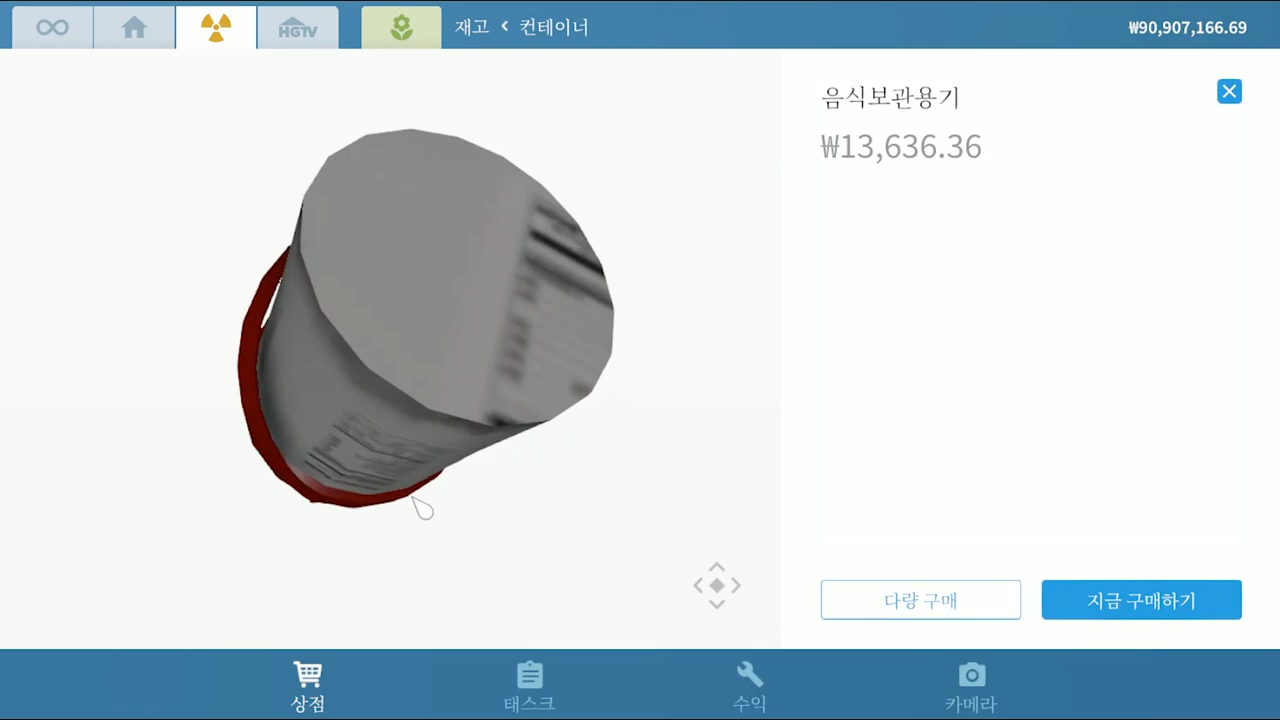 HGTV
재고 < 컨테이너
₩90,907,166.69
음식보관용기
₩13,636.36
다량 구매
지금 구매하기
상점
태스크
수익
카메라